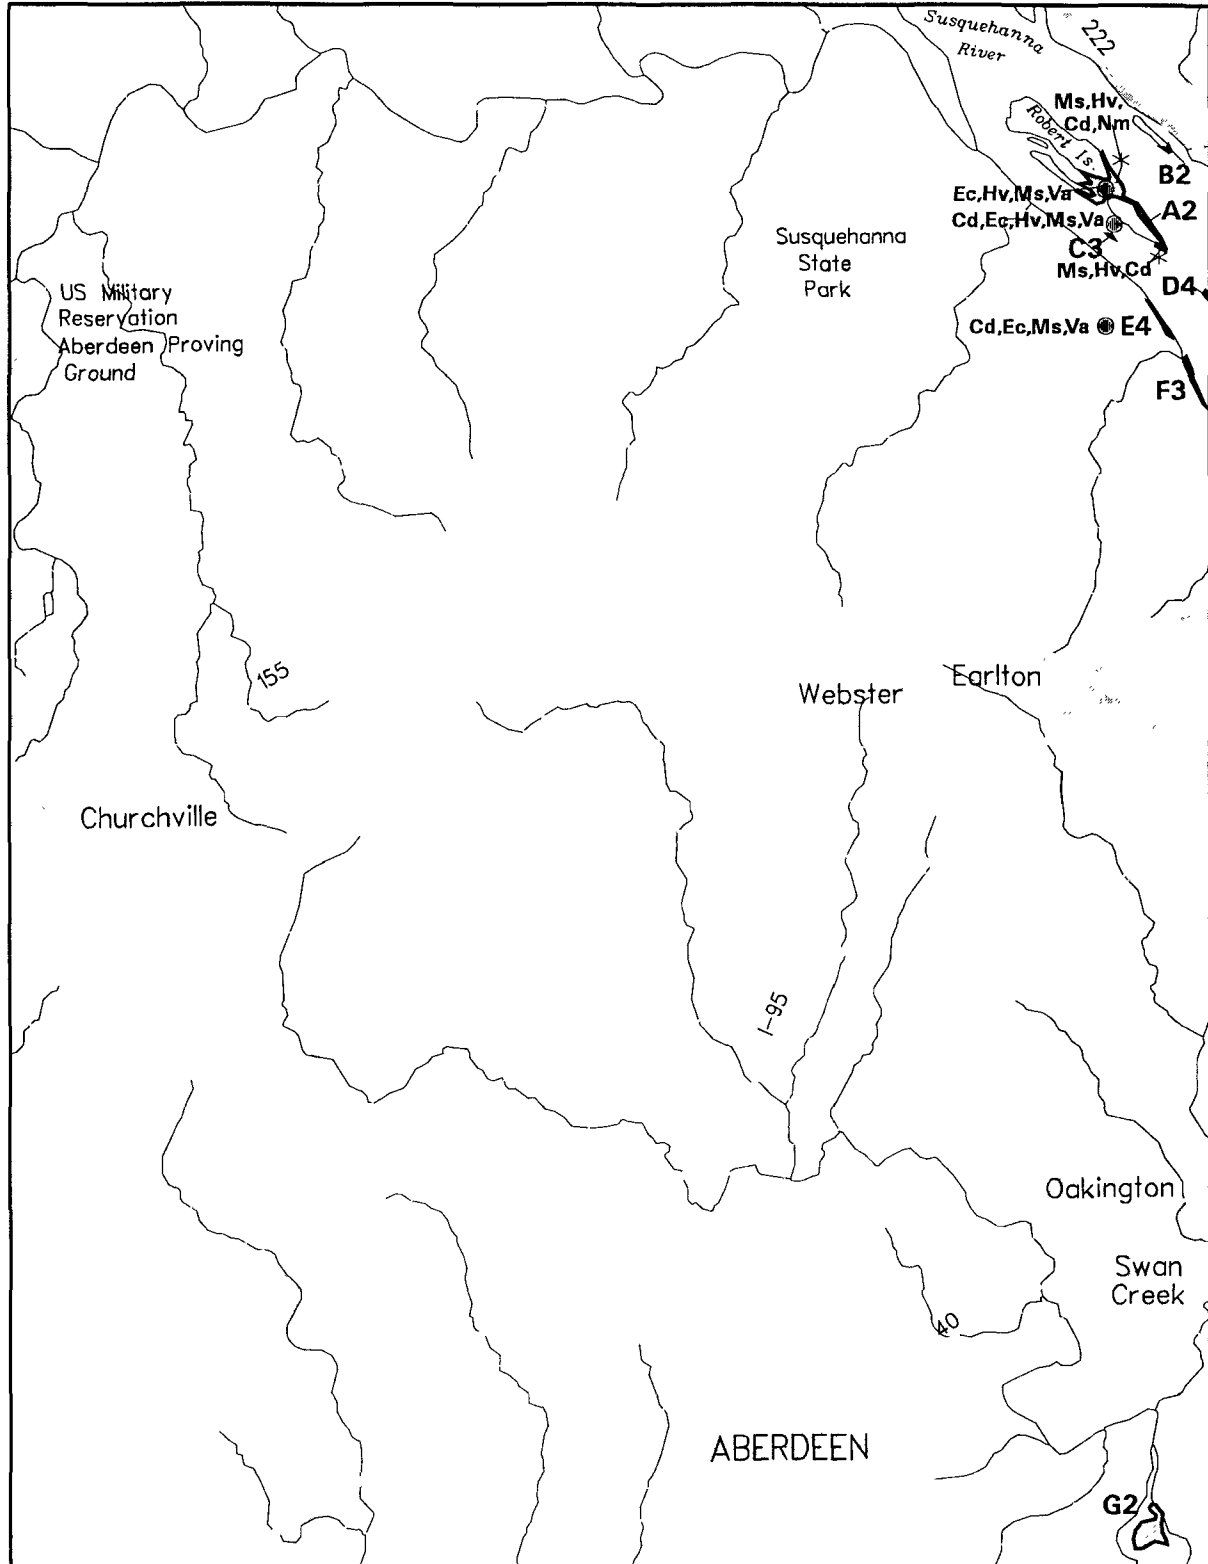 Susquehanna
River
222
Ms,Hv,
Cd,Nm
Robert Is.
B2
Ec,Hv,Ms,Va
A2
Cd,Ec,Hv,Ms,Va
C3
Ms,Hv,Cd
Susquehanna
State
Park
D4
US Military
Reservation
Aberdeen Proving
Ground
Cd,Ec,Ms,Va
E4
F3
155
Webster
Earlton
Churchville
I-95
Oakington
Swan
Creek
40
ABERDEEN
G2